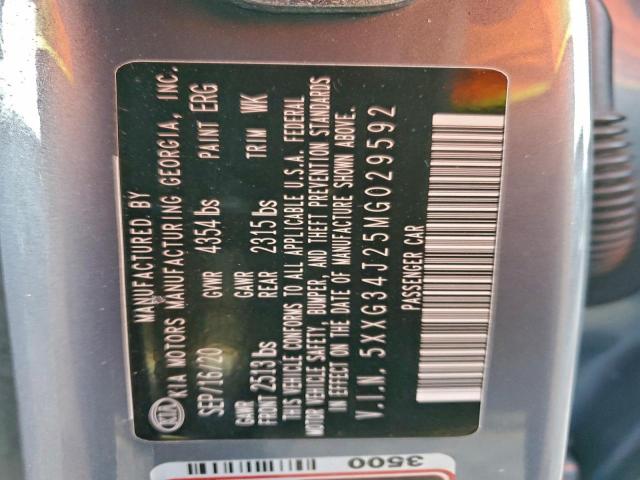 KIA
MANUFACTURED BY
KIA MOTORS MANUFACTURING GEORGIA, INC.
SEP/16/20 GVWR 4354 lbs PAINT ERG
GAWR GAWR
FRONT 2513 lbs REAR 2315 lbs TRIM WK
THIS VEHICLE CONFORMS TO ALL APPLICABLE U.S.A. FEDERAL
MOTOR VEHICLE SAFETY, BUMPER, AND THEFT PREVENTION STANDARDS
IN EFFECT ON THE DATE OF MANUFACTURE SHOWN ABOVE.
V.I.N. 5XXG34J25MG029592
PASSENGER CAR
3500